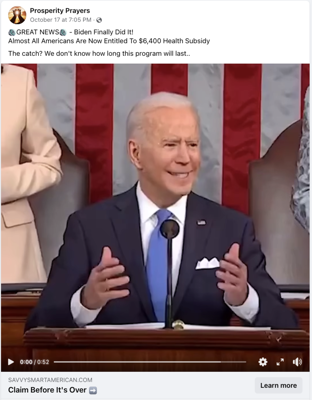 Prosperity Prayers
October 17 at 7:05 PM ·
GREAT NEWS - Biden Finally Did It!
Almost All Americans Are Now Entitled To $6,400 Health Subsidy
The catch? We don't know how long this program will last..
0:00 / 0:52
SAVVYSMARTAMERICAN.COM
Claim Before It's Over ➡️
Learn more